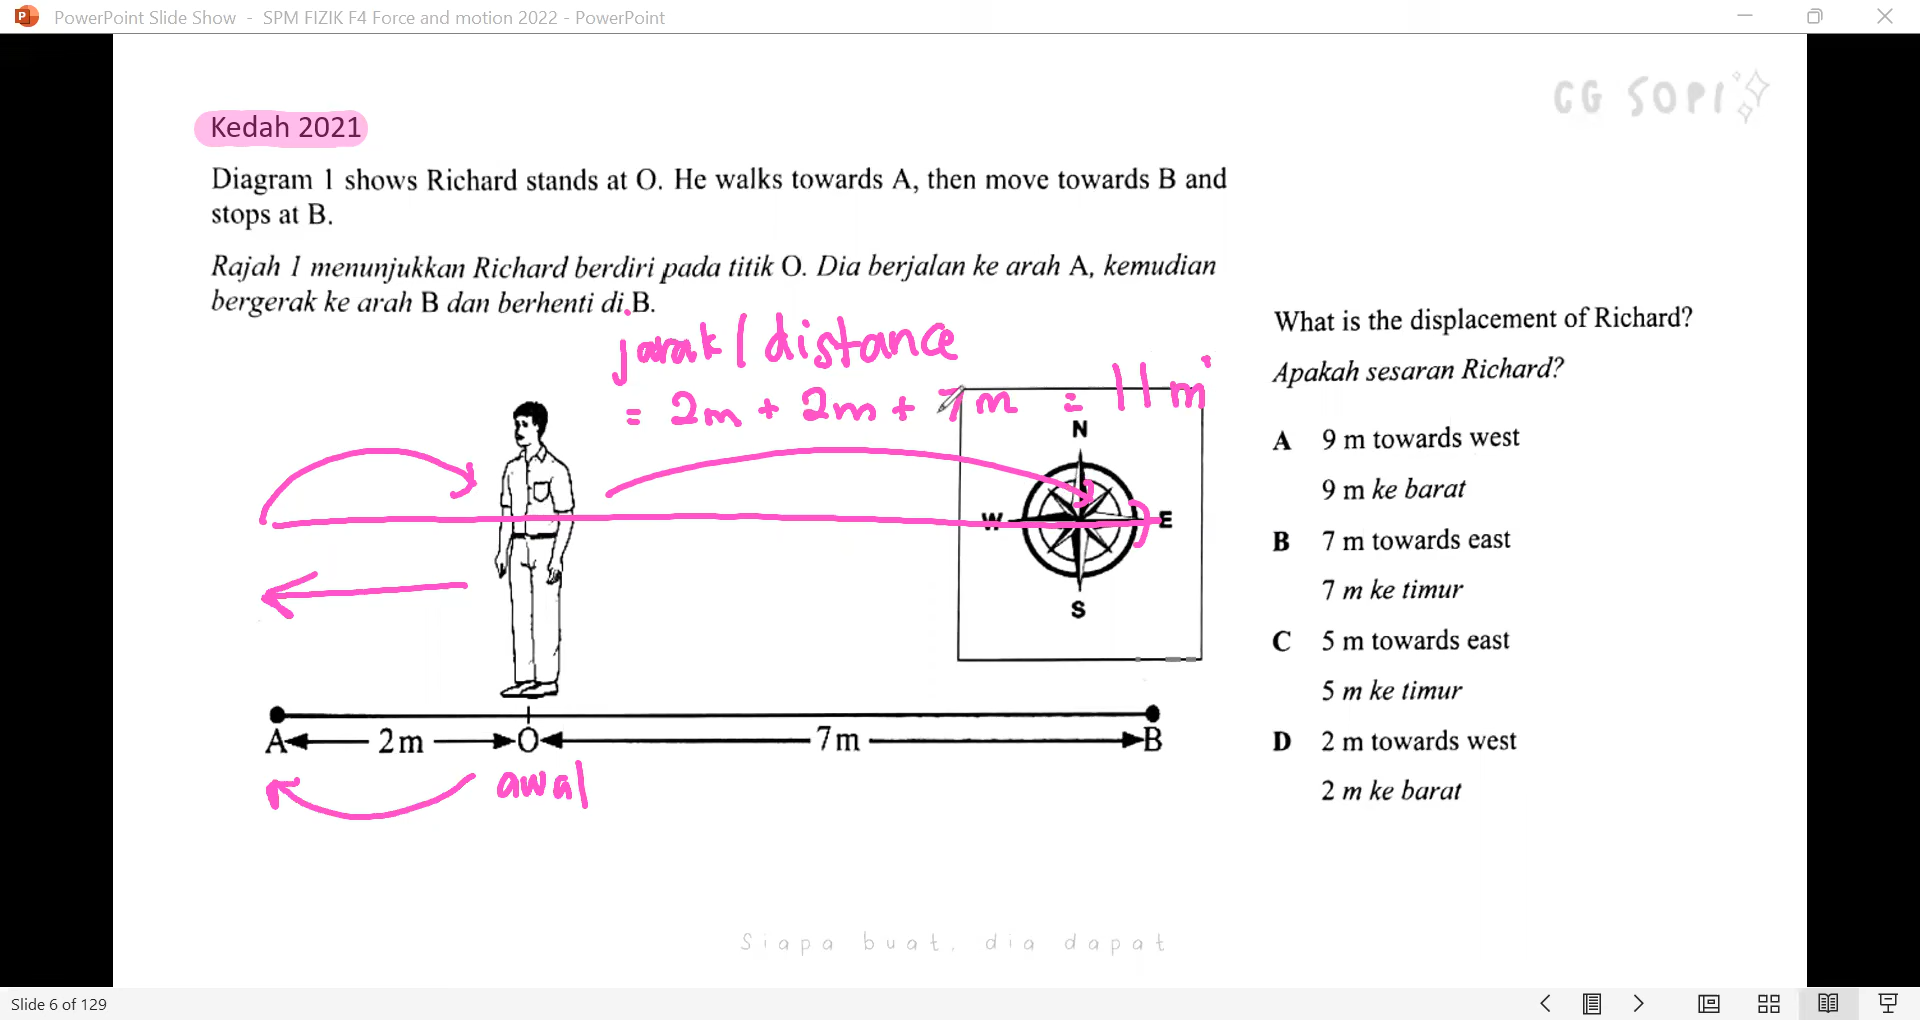 PowerPoint Slide Show - SPM FIZIK F4 Force and motion 2022 - PowerPoint
CG SOPI
Kedah 2021
Diagram 1 shows Richard stands at O. He walks towards A, then move towards B and
stops at B.
Rajah 1 menunjukkan Richard berdiri pada titik O. Dia berjalan ke arah A, kemudian
bergerak ke arah B dan berhenti di B.
jarak / distance
= 2m + 2m + 7m = 11m
N
W
E
S
A
2 m
O
7 m
B
awal
What is the displacement of Richard?
Apakah sesaran Richard?
A 9 m towards west
9 m ke barat
B 7 m towards east
7 m ke timur
C 5 m towards east
5 m ke timur
D 2 m towards west
2 m ke barat
Siapa buat, dia dapat
Slide 6 of 129